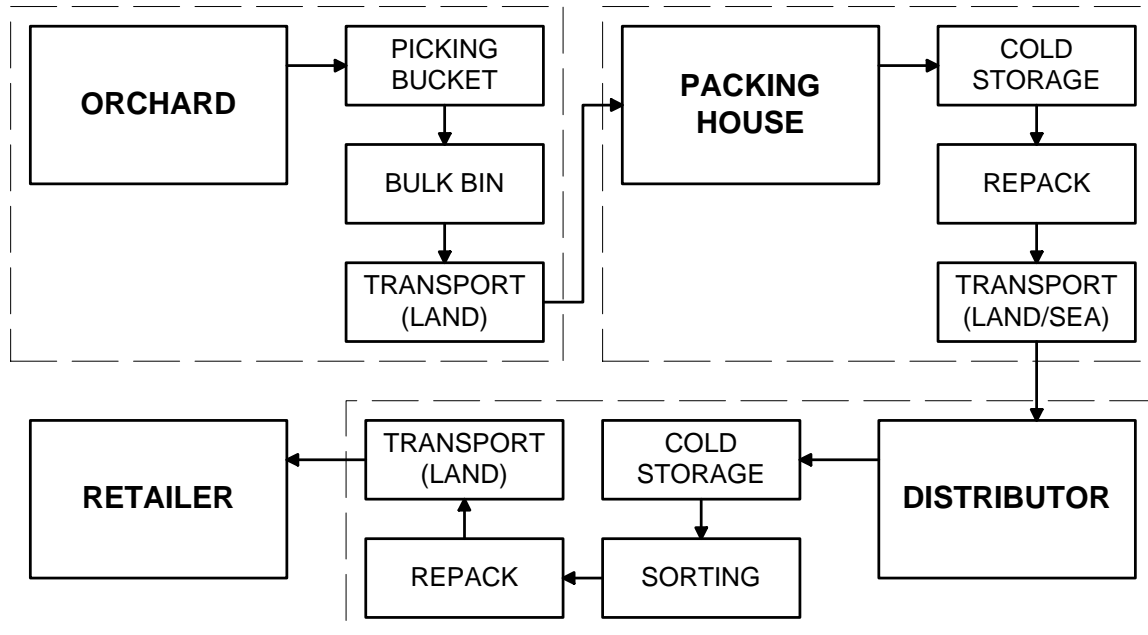 ORCHARD
PICKING
BUCKET
BULK BIN
TRANSPORT
(LAND)
PACKING
HOUSE
COLD
STORAGE
REPACK
TRANSPORT
(LAND/SEA)
DISTRIBUTOR
COLD
STORAGE
SORTING
REPACK
TRANSPORT
(LAND)
RETAILER